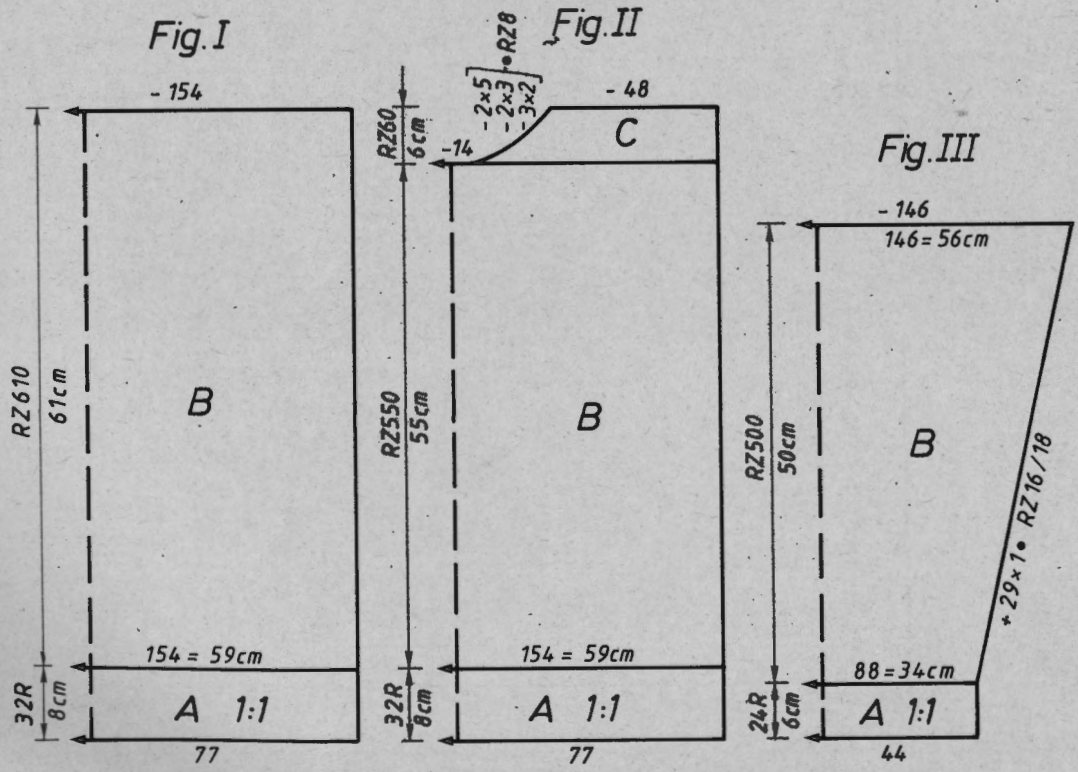 Fig.I
- 154
RZ610
61cm
B
154 = 59cm
32R
8cm
A 1:1
77
Fig.II
-2×5
-2×3
-3×2
•RZ8
- 48
RZ60
6cm
C
-14
RZ550
55cm
B
154 = 59cm
32R
8cm
A 1:1
77
Fig.III
- 146
146 = 56cm
RZ500
50cm
B
+ 29×1• RZ16/18
88=34cm
24R
6cm
A 1:1
44